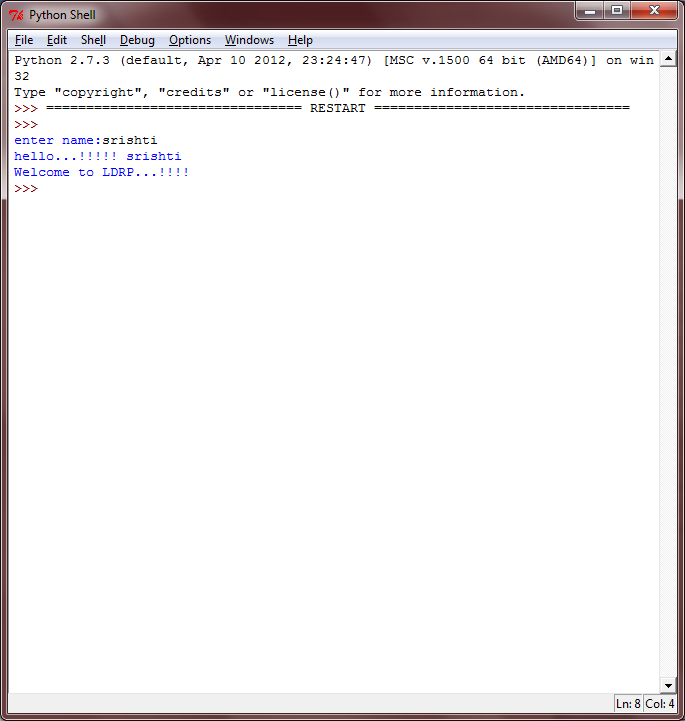 Python Shell
File Edit Shell Debug Options Windows Help
Python 2.7.3 (default, Apr 10 2012, 23:24:47) [MSC v.1500 64 bit (AMD64)] on win
32
Type "copyright", "credits" or "license()" for more information.
>>> ================================ RESTART ================================
>>>
enter name:srishti
hello...!!!!! srishti
Welcome to LDRP...!!!!
>>>
Ln: 8 Col: 4